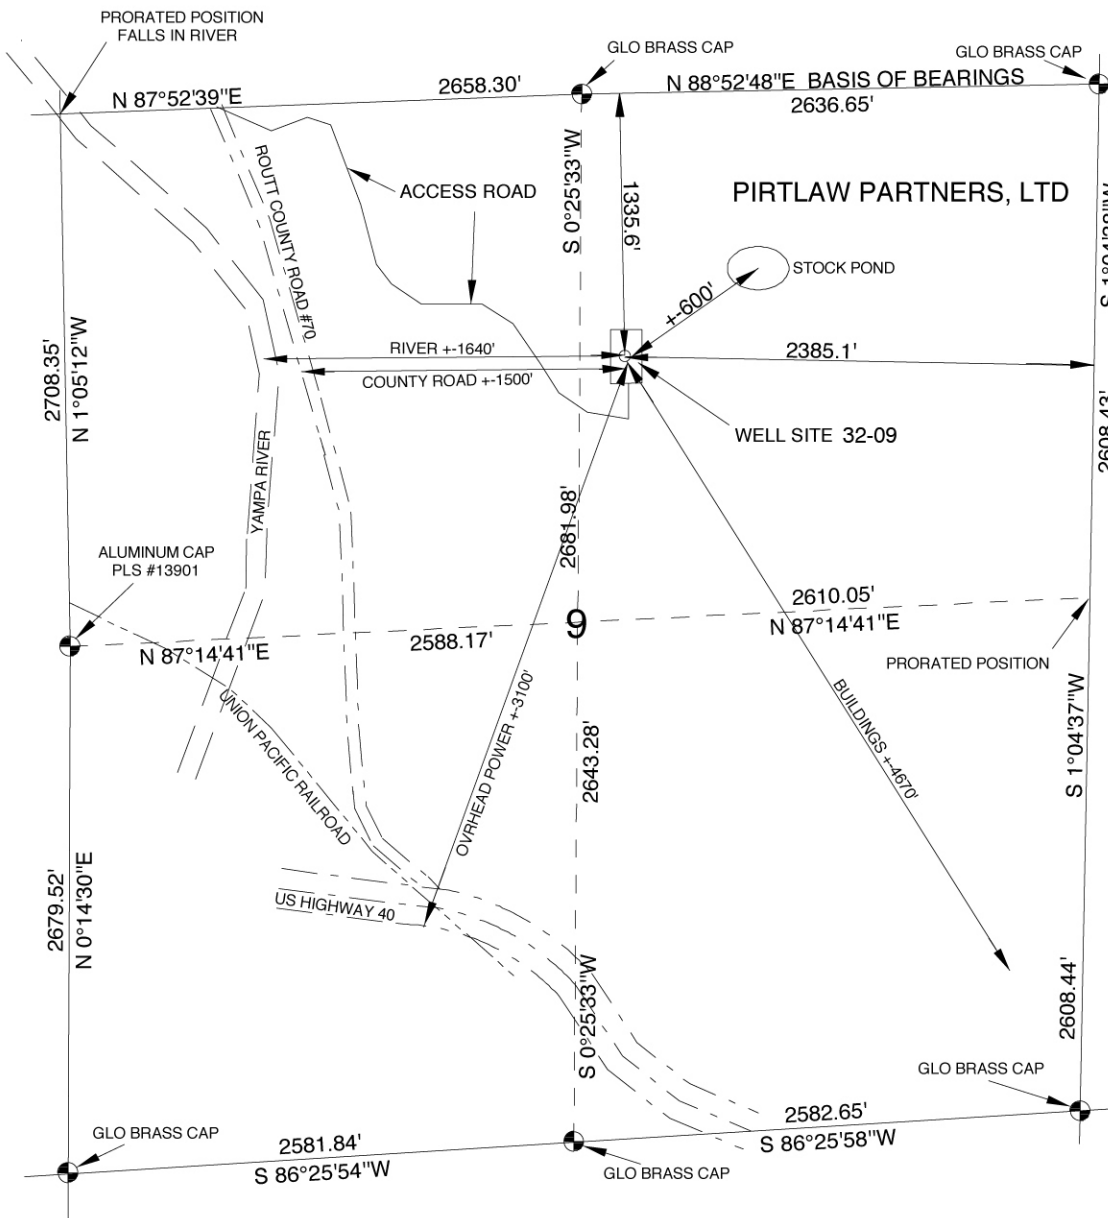 PRORATED POSITION
FALLS IN RIVER
GLO BRASS CAP
GLO BRASS CAP
N 87°52'39"E
2658.30'
N 88°52'48"E BASIS OF BEARINGS
2636.65'
S 0°25'33"W
ROUTT COUNTY ROAD #70
ACCESS ROAD
1335.6'
PIRTLAW PARTNERS, LTD
STOCK POND
+-600'
2708.35'
N 1°05'12"W
RIVER +-1640'
COUNTY ROAD +-1500'
2385.1'
2608.43'
WELL SITE 32-09
YAMPA RIVER
2681.98'
ALUMINUM CAP
PLS #13901
2610.05'
N 87°14'41"E
9
2588.17'
N 87°14'41"E
PRORATED POSITION
UNION PACIFIC RAILROAD
OVRHEAD POWER +-3100'
BUILDINGS +-4670'
2643.28'
S 1°04'37"W
2679.52'
N 0°14'30"E
US HIGHWAY 40
S 0°25'33"W
2608.44'
GLO BRASS CAP
GLO BRASS CAP
2581.84'
S 86°25'54"W
2582.65'
S 86°25'58"W
GLO BRASS CAP